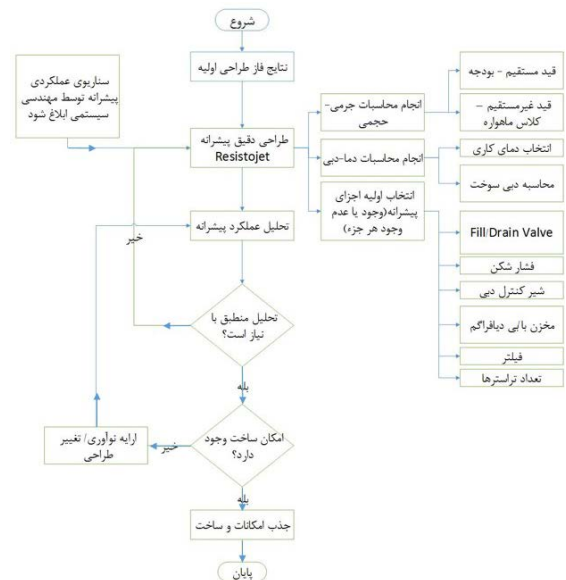 شروع
نتایج فاز طراحی اولیه
سناریوی عملکردی
پیشرانه توسط مهندسی
سیستمی ابلاغ شود
طراحی دقیق پیشرانه
Resistojet
انجام محاسبات جرمی-
حجمی
قید مستقیم - بودجه
قید غیرمستقیم –
کلاس ماهواره
انجام محاسبات دما-دبی
انتخاب دمای کاری
محاسبه دبی سوخت
انتخاب اولیه اجزای
پیشرانه(وجود یا عدم
وجود هر جزء)
Fill/Drain Valve
فشار شکن
شیر کنترل دبی
مخزن با/بی دیافراگم
فیلتر
تعداد تراسترها
تحلیل عملکرد پیشرانه
خیر
تحلیل منطبق با
نیاز است؟
بله
امکان ساخت وجود
دارد؟
خیر
ارایه نوآوری/ تغییر
طراحی
بله
جذب امکانات و ساخت
پایان